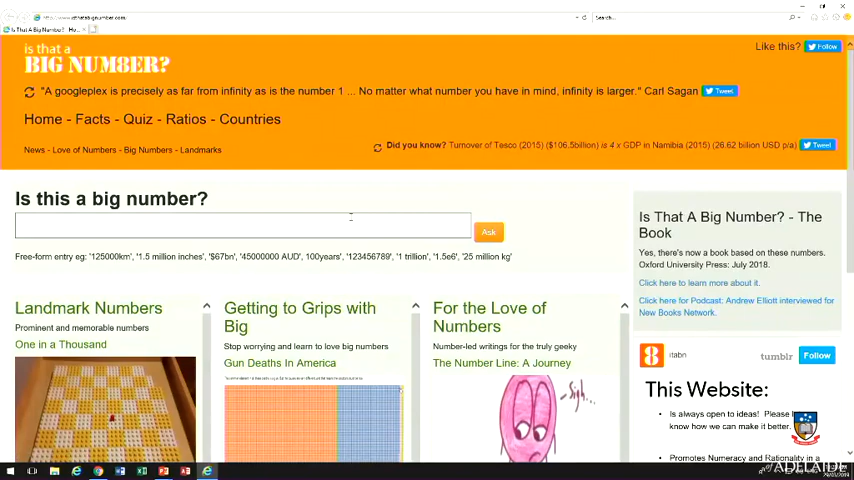 Is That A Big Number? - Ho...
Search...
is that a
BIG NUM8ER?
Like this?
Follow
"A googleplex is precisely as far from infinity as is the number 1 ... No matter what number you have in mind, infinity is larger." Carl Sagan
Tweet
Home - Facts - Quiz - Ratios - Countries
News - Love of Numbers - Big Numbers - Landmarks
Did you know? Turnover of Tesco (2015) ($106.5billion) is 4 x GDP in Namibia (2015) (26.62 billion USD p/a)
Tweet
Is this a big number?
Ask
Free-form entry eg: '125000km', '1.5 million inches', '$67bn', '45000000 AUD', 100years', '123456789', '1 trillion', '1.5e6', '25 million kg'
Landmark Numbers
Prominent and memorable numbers
One in a Thousand
Getting to Grips with
Big
Stop worrying and learn to love big numbers
Gun Deaths In America
For the Love of
Numbers
Number-led writings for the truly geeky
The Number Line: A Journey
Sigh...
Is That A Big Number? - The
Book
Yes, there's now a book based on these numbers.
Oxford University Press: July 2018.
Click here to learn more about it.
Click here for Podcast: Andrew Elliott interviewed for
New Books Network.
8
itabn
tumblr
Follow
This Website:
Is always open to ideas! Please
know how we can make it better.
Promotes Numeracy and Rationality in a
of ADELAIDE